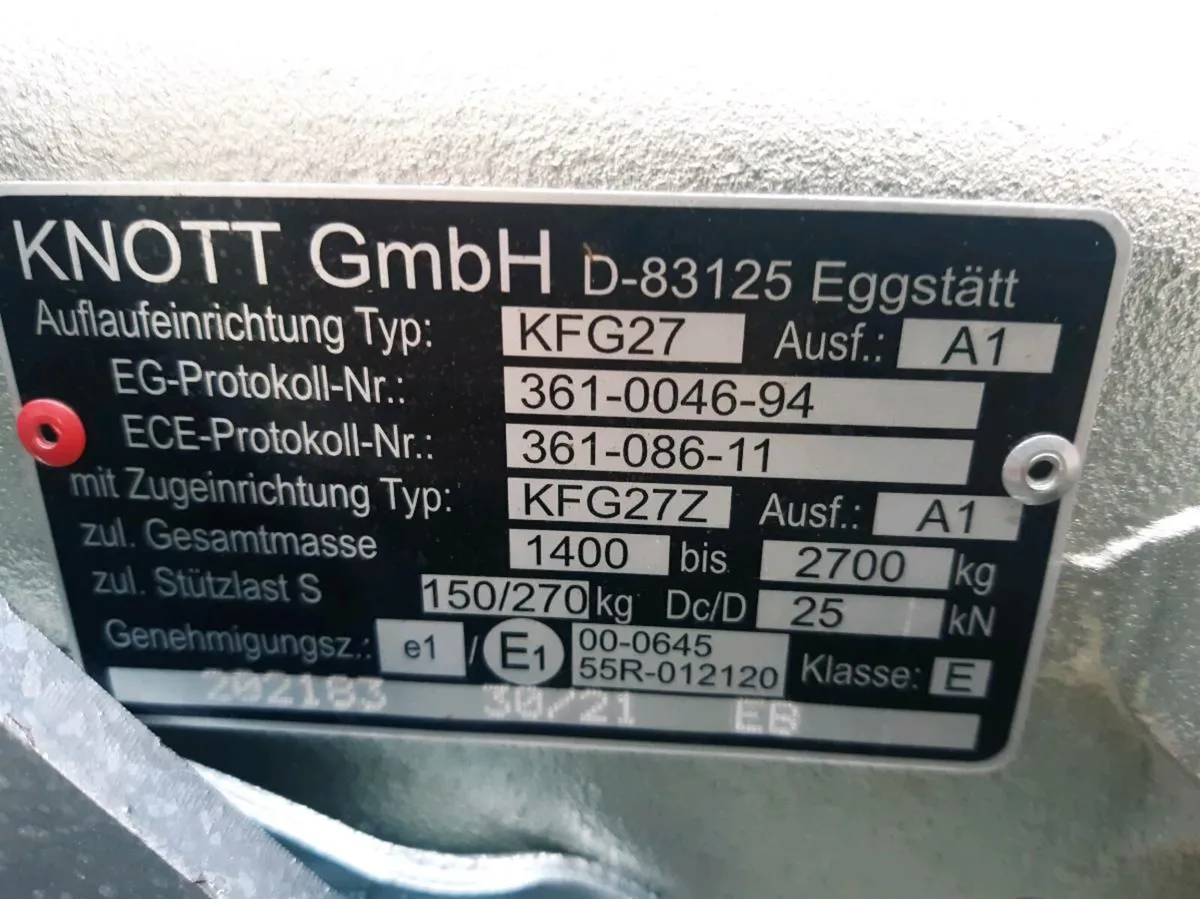 KNOTT GmbH D-83125 Eggstätt
Auflaufeinrichtung Typ: KFG27 Ausf.: A1
EG-Protokoll-Nr.: 361-0046-94
ECE-Protokoll-Nr.: 361-086-11
mit Zugeinrichtung Typ: KFG27Z Ausf.: A1
zul. Gesamtmasse 1400 bis 2700 kg
zul. Stützlast S 150/270 kg Dc/D 25 kN
Genehmigungsz.: e1 / E1 00-0645
55R-012120 Klasse: E
202183 30/21 EB